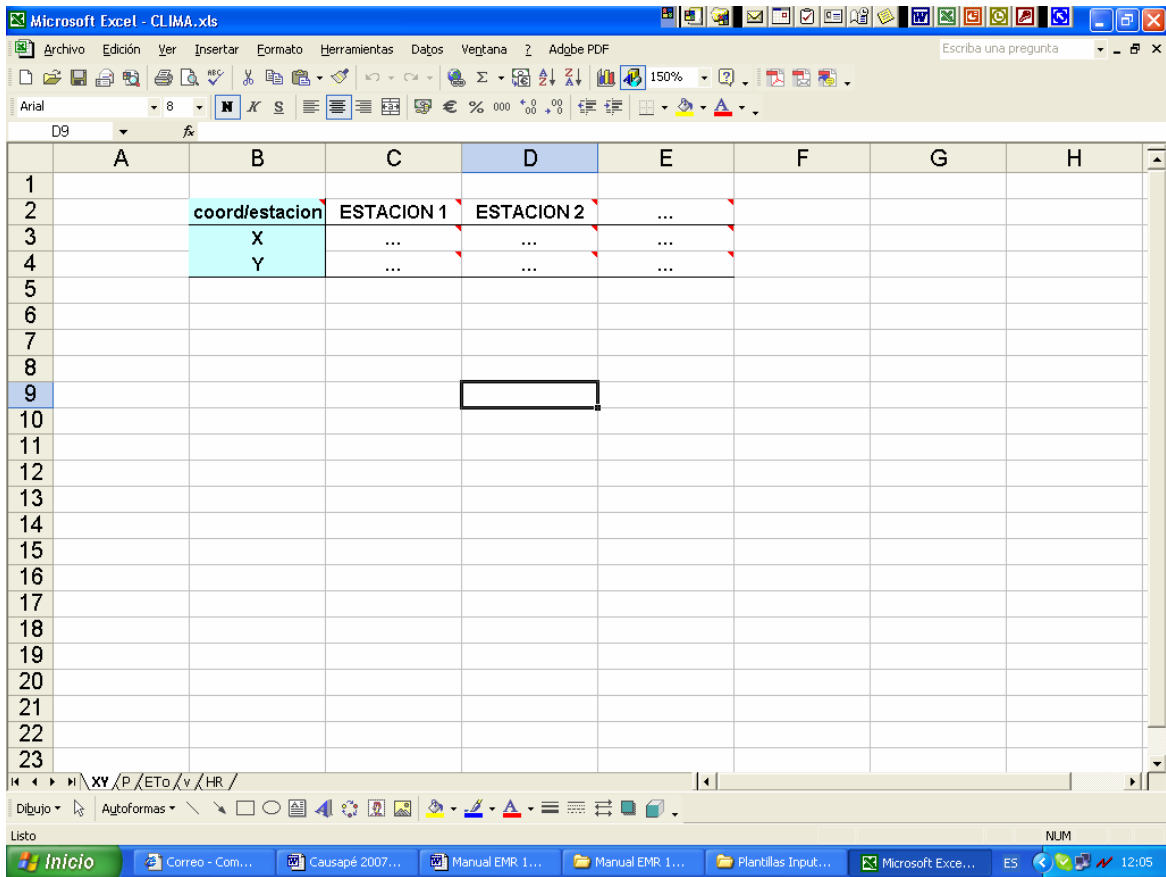 Microsoft Excel - CLIMA.xls
Archivo Edición Ver Insertar Formato Herramientas Datos Ventana ? Adobe PDF Escriba una pregunta
150%
Arial 8 N K S € % 000
D9 fx
A B C D E F G H
1
2 coord/estacion ESTACION 1 ESTACION 2 ...
3 X ... ... ...
4 Y ... ... ...
5
6
7
8
9
10
11
12
13
14
15
16
17
18
19
20
21
22
23
XY P ETo v HR
Dibujo Autoformas
Listo NUM
Inicio Correo - Com... Causapé 2007... Manual EMR 1... Manual EMR 1... Plantillas Input... Microsoft Exce... ES 12:05